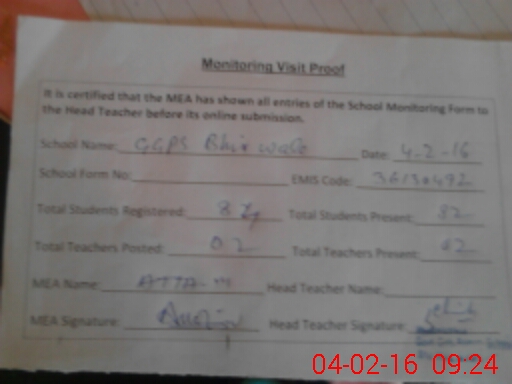 Monitoring Visit Proof
It is certified that the MEA has shown all entries of the School Monitoring Form to
the Head Teacher before its online submission.
School Name: GGPS Date: 4-2-16
School Form No: EMIS Code: 36130492
Total Students Registered: Total Students Present: 82
Total Teachers Posted: 02 Total Teachers Present: 02
MEA Name: ATTA-M Head Teacher Name:
MEA Signature: Head Teacher Signature:
04-02-16 09:24